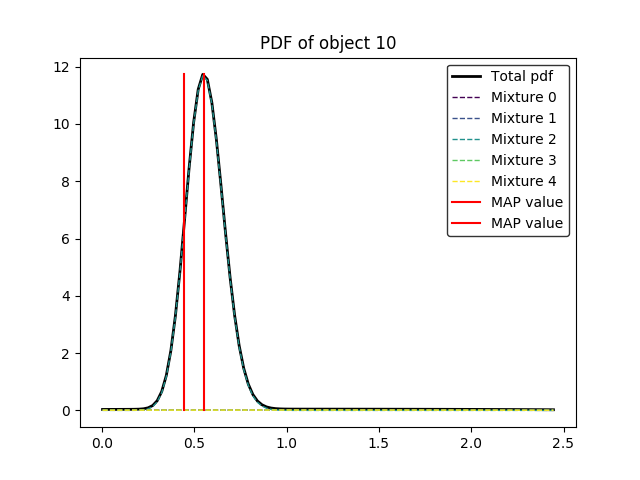 PDF of object 10
12
10
8
6
4
2
0
0.0
0.5
1.0
1.5
2.0
2.5
Total pdf
Mixture 0
Mixture 1
Mixture 2
Mixture 3
Mixture 4
MAP value
MAP value